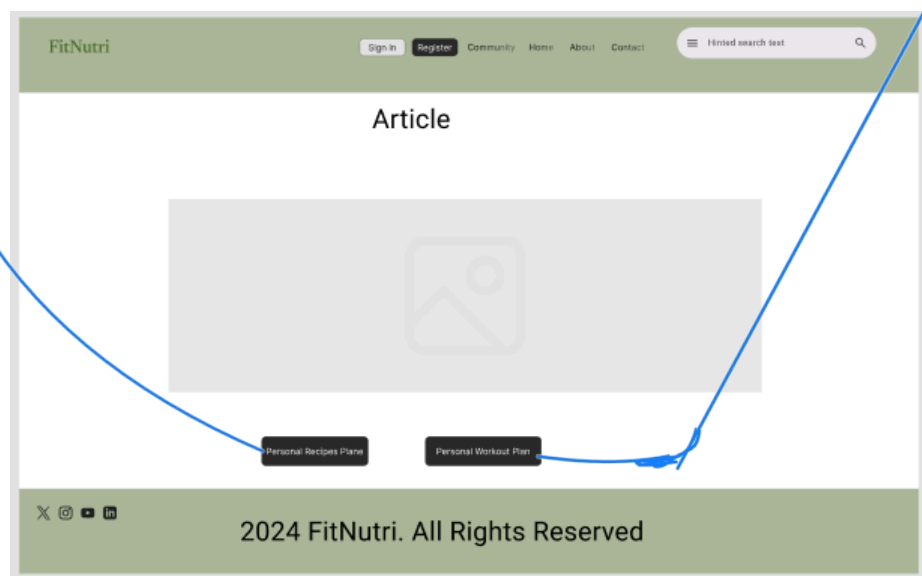 FitNutri
Sign in Register Community Home About Contact Hinted search text
Article
Personal Recipes Plane Personal Workout Plan
2024 FitNutri. All Rights Reserved